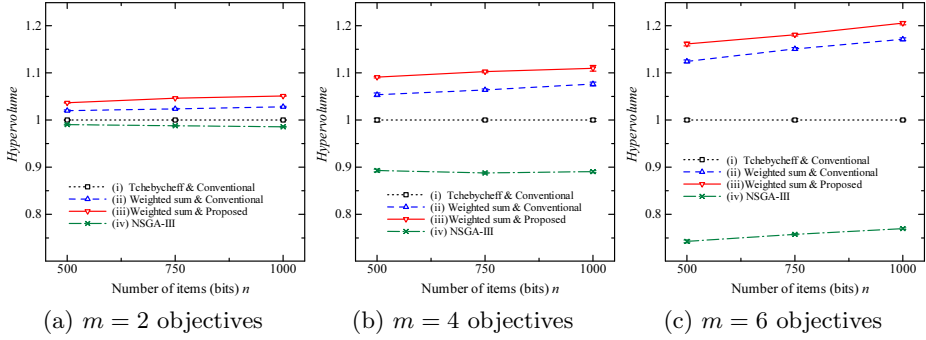 Hypervolume
1.2
1.1
1
0.9
0.8
(i) Tchebycheff & Conventional
(ii) Weighted sum & Conventional
(iii)Weighted sum & Proposed
(iv) NSGA-III
500 750 1000
Number of items (bits) n
(a) m = 2 objectives
Hypervolume
1.2
1.1
1
0.9
0.8
(i) Tchebycheff & Conventional
(ii) Weighted sum & Conventional
(iii)Weighted sum & Proposed
(iv) NSGA-III
500 750 1000
Number of items (bits) n
(b) m = 4 objectives
Hypervolume
1.2
1.1
1
0.9
0.8
(i) Tchebycheff & Conventional
(ii) Weighted sum & Conventional
(iii)Weighted sum & Proposed
(iv) NSGA-III
500 750 1000
Number of items (bits) n
(c) m = 6 objectives